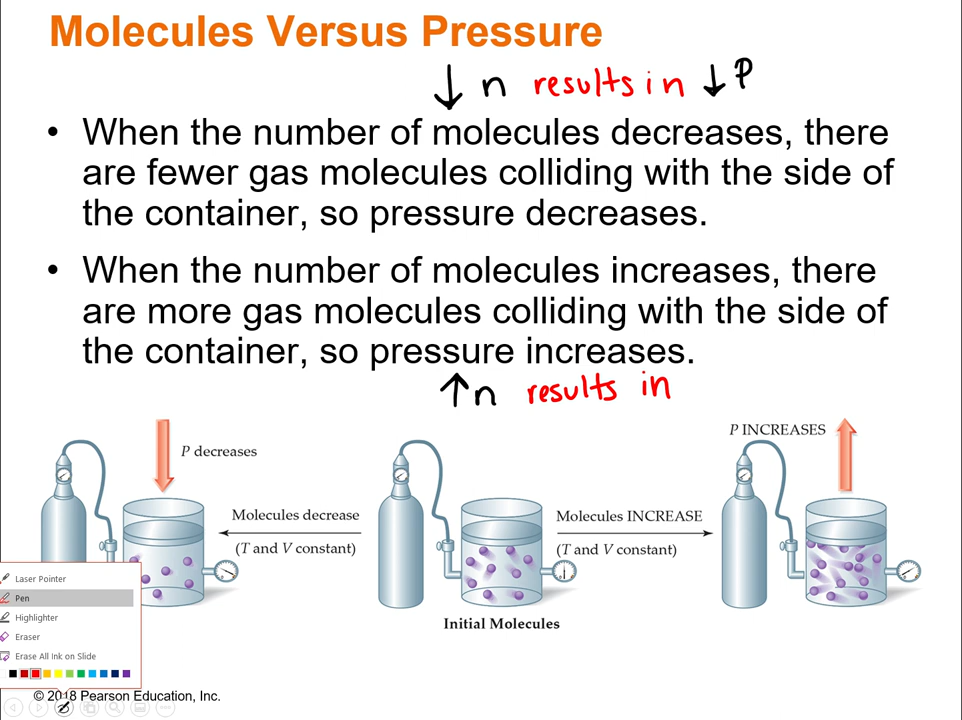 Molecules Versus Pressure
↓ n results in ↓ P
• When the number of molecules decreases, there
are fewer gas molecules colliding with the side of
the container, so pressure decreases.
• When the number of molecules increases, there
are more gas molecules colliding with the side of
the container, so pressure increases.
↑ n results in
P decreases
P INCREASES
Molecules decrease
(T and V constant)
Molecules INCREASE
(T and V constant)
Initial Molecules
Laser Pointer
Pen
Highlighter
Eraser
Erase All Ink on Slide
© 2018 Pearson Education, Inc.